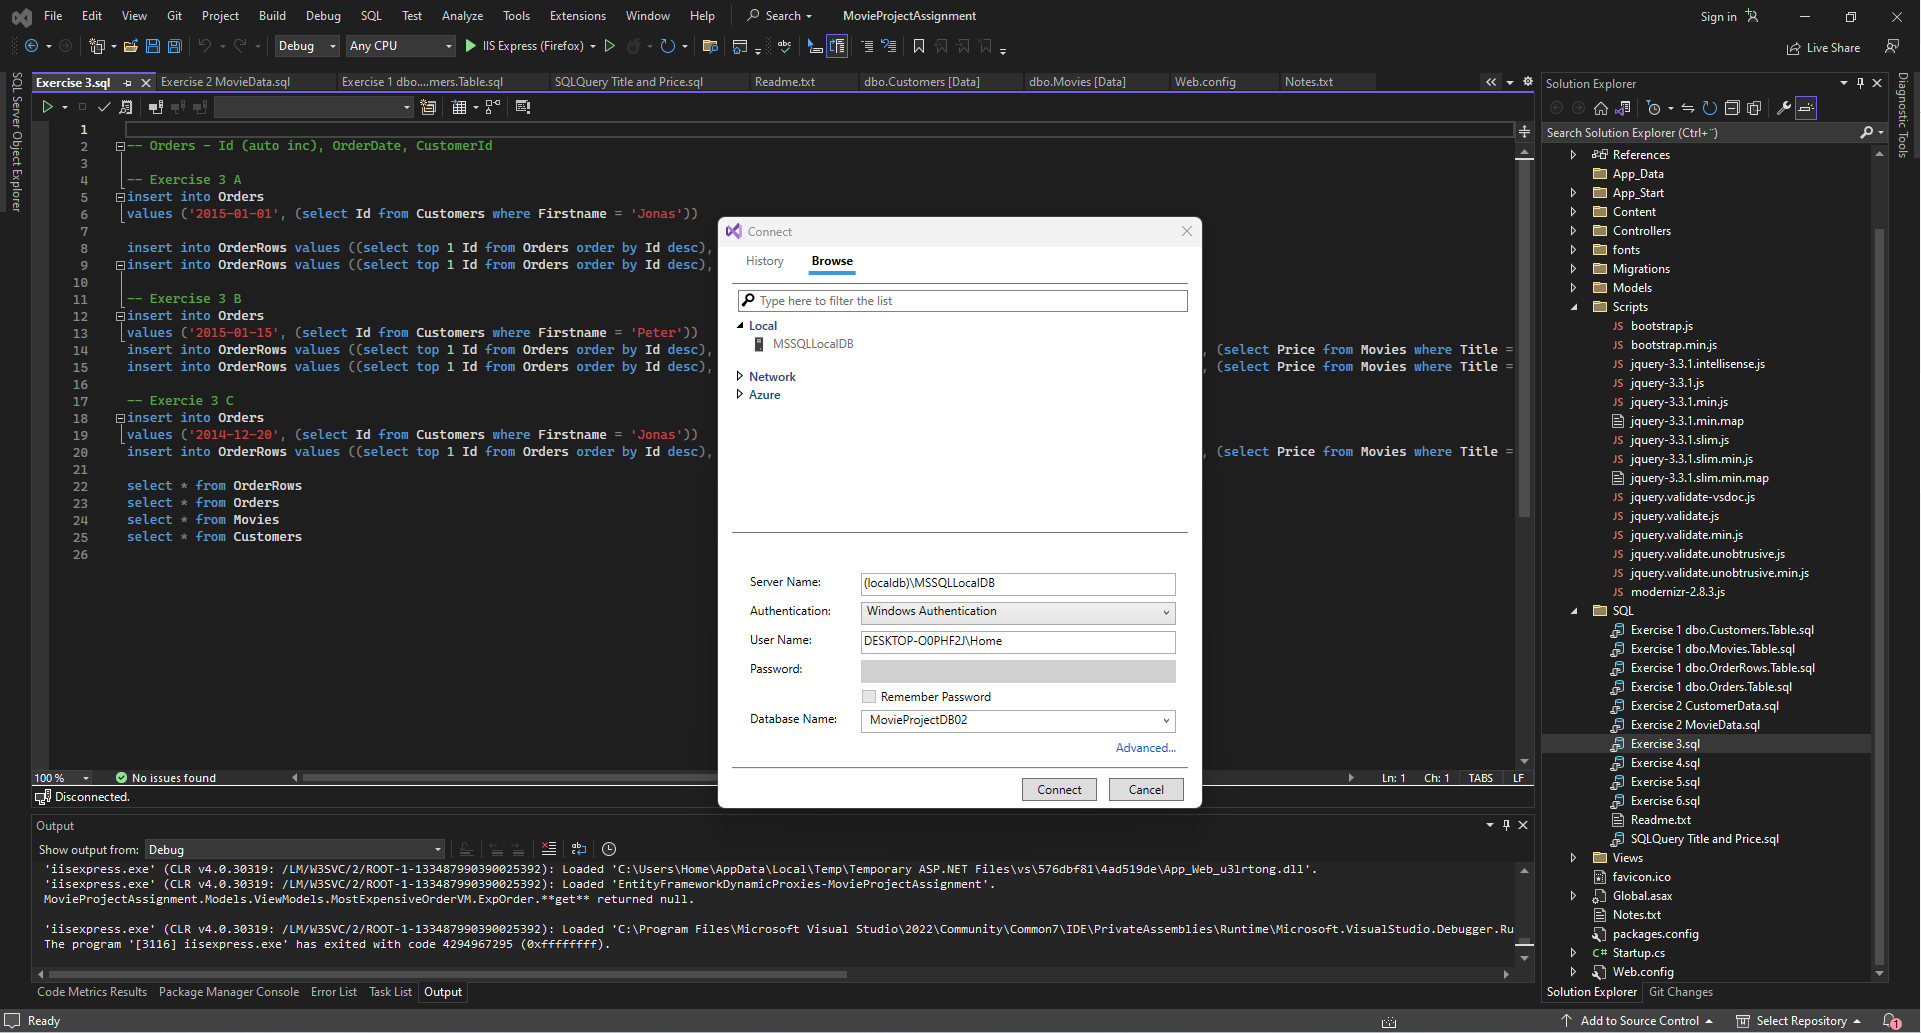 File Edit View Git Project Build Debug SQL Test Analyze Tools Extensions Window Help Search MovieProjectAssignment Sign in
Debug Any CPU IIS Express (Firefox) Live Share
SQL Server Object Explorer
Exercise 3.sql Exercise 2 MovieData.sql Exercise 1 dbo....mers.Table.sql SQLQuery Title and Price.sql Readme.txt dbo.Customers [Data] dbo.Movies [Data] Web.config Notes.txt
1
2 -- Orders - Id (auto inc), OrderDate, CustomerId
3
4 -- Exercise 3 A
5 insert into Orders
6 values ('2015-01-01', (select Id from Customers where Firstname = 'Jonas'))
7
8 insert into OrderRows values ((select top 1 Id from Orders order by Id desc),
9 insert into OrderRows values ((select top 1 Id from Orders order by Id desc),
10
11 -- Exercise 3 B
12 insert into Orders
13 values ('2015-01-15', (select Id from Customers where Firstname = 'Peter'))
14 insert into OrderRows values ((select top 1 Id from Orders order by Id desc), , (select Price from Movies where Title =
15 insert into OrderRows values ((select top 1 Id from Orders order by Id desc), , (select Price from Movies where Title =
16
17 -- Exercie 3 C
18 insert into Orders
19 values ('2014-12-20', (select Id from Customers where Firstname = 'Jonas'))
20 insert into OrderRows values ((select top 1 Id from Orders order by Id desc), , (select Price from Movies where Title =
21
22 select * from OrderRows
23 select * from Orders
24 select * from Movies
25 select * from Customers
26
100 % No issues found Ln: 1 Ch: 1 TABS LF
Disconnected.
Connect
History Browse
Type here to filter the list
Local
MSSQLLocalDB
Network
Azure
Server Name: (localdb)\MSSQLLocalDB
Authentication: Windows Authentication
User Name: DESKTOP-O0PHF2J\Home
Password:
Remember Password
Database Name: MovieProjectDB02
Advanced...
Connect Cancel
Output
Show output from: Debug
'iisexpress.exe' (CLR v4.0.30319: /LM/W3SVC/2/ROOT-1-133487990390025392): Loaded 'C:\Users\Home\AppData\Local\Temp\Temporary ASP.NET Files\vs\576dbf81\4ad519de\App_Web_u3lrtong.dll'.
'iisexpress.exe' (CLR v4.0.30319: /LM/W3SVC/2/ROOT-1-133487990390025392): Loaded 'EntityFrameworkDynamicProxies-MovieProjectAssignment'.
MovieProjectAssignment.Models.ViewModels.MostExpensiveOrderVM.ExpOrder.**get** returned null.
'iisexpress.exe' (CLR v4.0.30319: /LM/W3SVC/2/ROOT-1-133487990390025392): Loaded 'C:\Program Files\Microsoft Visual Studio\2022\Community\Common7\IDE\PrivateAssemblies\Runtime\Microsoft.VisualStudio.Debugger.Ru
The program '[3116] iisexpress.exe' has exited with code 4294967295 (0xffffffff).
Code Metrics Results Package Manager Console Error List Task List Output
Solution Explorer
Search Solution Explorer (Ctrl+¨)
References
App_Data
App_Start
Content
Controllers
fonts
Migrations
Models
Scripts
JS bootstrap.js
JS bootstrap.min.js
JS jquery-3.3.1.intellisense.js
JS jquery-3.3.1.js
JS jquery-3.3.1.min.js
jquery-3.3.1.min.map
JS jquery-3.3.1.slim.js
JS jquery-3.3.1.slim.min.js
jquery-3.3.1.slim.min.map
JS jquery.validate-vsdoc.js
JS jquery.validate.js
JS jquery.validate.min.js
JS jquery.validate.unobtrusive.js
JS jquery.validate.unobtrusive.min.js
JS modernizr-2.8.3.js
SQL
Exercise 1 dbo.Customers.Table.sql
Exercise 1 dbo.Movies.Table.sql
Exercise 1 dbo.OrderRows.Table.sql
Exercise 1 dbo.Orders.Table.sql
Exercise 2 CustomerData.sql
Exercise 2 MovieData.sql
Exercise 3.sql
Exercise 4.sql
Exercise 5.sql
Exercise 6.sql
Readme.txt
SQLQuery Title and Price.sql
Views
favicon.ico
Global.asax
Notes.txt
packages.config
C# Startup.cs
Web.config
Solution Explorer Git Changes
Diagnostic Tools
Ready Add to Source Control Select Repository 1